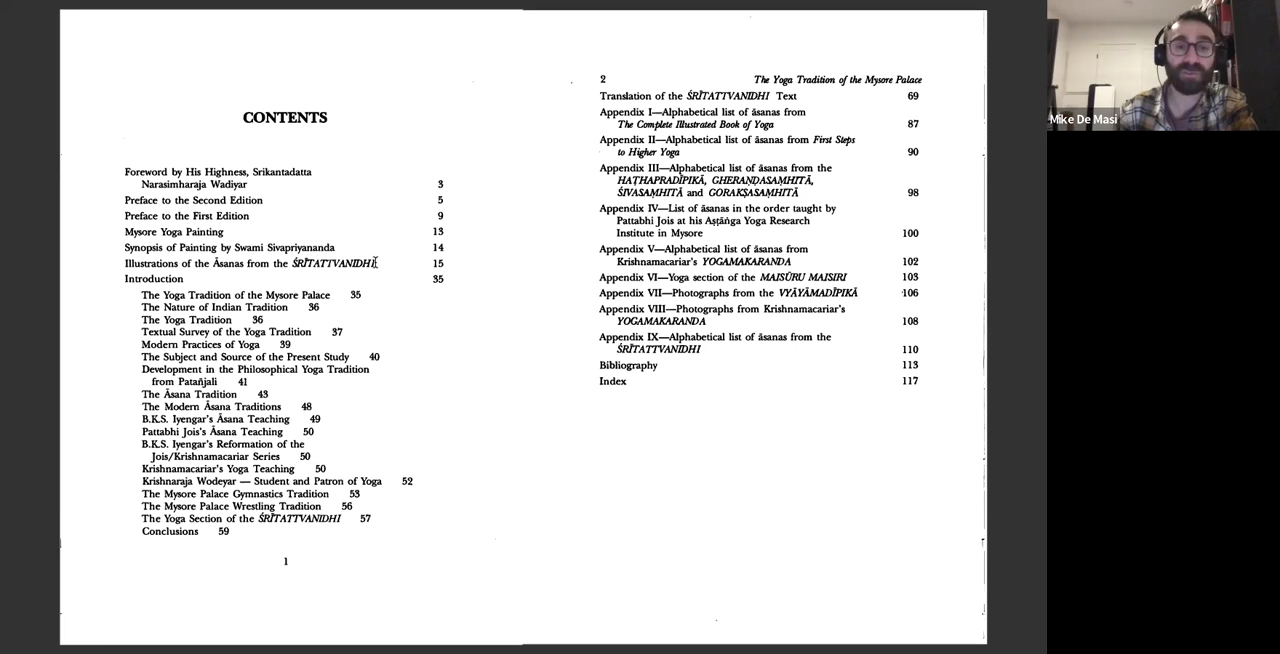 CONTENTS
Foreword by His Highness, Srikantadatta
Narasimharaja Wadiyar 3
Preface to the Second Edition 5
Preface to the First Edition 9
Mysore Yoga Painting 13
Synopsis of Painting by Swami Sivapriyananda 14
Illustrations of the Āsanas from the ŚRĪTATTVANIDHI 15
Introduction 35
The Yoga Tradition of the Mysore Palace 35
The Nature of Indian Tradition 36
The Yoga Tradition 36
Textual Survey of the Yoga Tradition 37
Modern Practices of Yoga 39
The Subject and Source of the Present Study 40
Development in the Philosophical Yoga Tradition
from Patañjali 41
The Āsana Tradition 43
The Modern Āsana Traditions 48
B.K.S. Iyengar's Āsana Teaching 49
Pattabhi Jois's Āsana Teaching 50
B.K.S. Iyengar's Reformation of the
Jois/Krishnamacariar Series 50
Krishnamacariar's Yoga Teaching 50
Krishnaraja Wodeyar — Student and Patron of Yoga 52
The Mysore Palace Gymnastics Tradition 53
The Mysore Palace Wrestling Tradition 56
The Yoga Section of the ŚRĪTATTVANIDHI 57
Conclusions 59
1
2 The Yoga Tradition of the Mysore Palace
Translation of the ŚRĪTATTVANIDHI Text 69
Appendix I—Alphabetical list of āsanas from
The Complete Illustrated Book of Yoga 87
Appendix II—Alphabetical list of āsanas from First Steps
to Higher Yoga 90
Appendix III—Alphabetical list of āsanas from the
HAṬHAPRADĪPIKĀ, GHERAṆḌASAṂHITĀ,
ŚIVASAṂHITĀ and GORAKṢASAṂHITĀ 98
Appendix IV—List of āsanas in the order taught by
Pattabhi Jois at his Aṣṭāṅga Yoga Research
Institute in Mysore 100
Appendix V—Alphabetical list of āsanas from
Krishnamacariar's YOGAMAKARANDA 102
Appendix VI—Yoga section of the MAISŪRU MAISIRI 103
Appendix VII—Photographs from the VYĀYĀMADĪPIKĀ 106
Appendix VIII—Photographs from Krishnamacariar's
YOGAMAKARANDA 108
Appendix IX—Alphabetical list of āsanas from the
ŚRĪTATTVANIDHI 110
Bibliography 113
Index 117
Mike De Masi